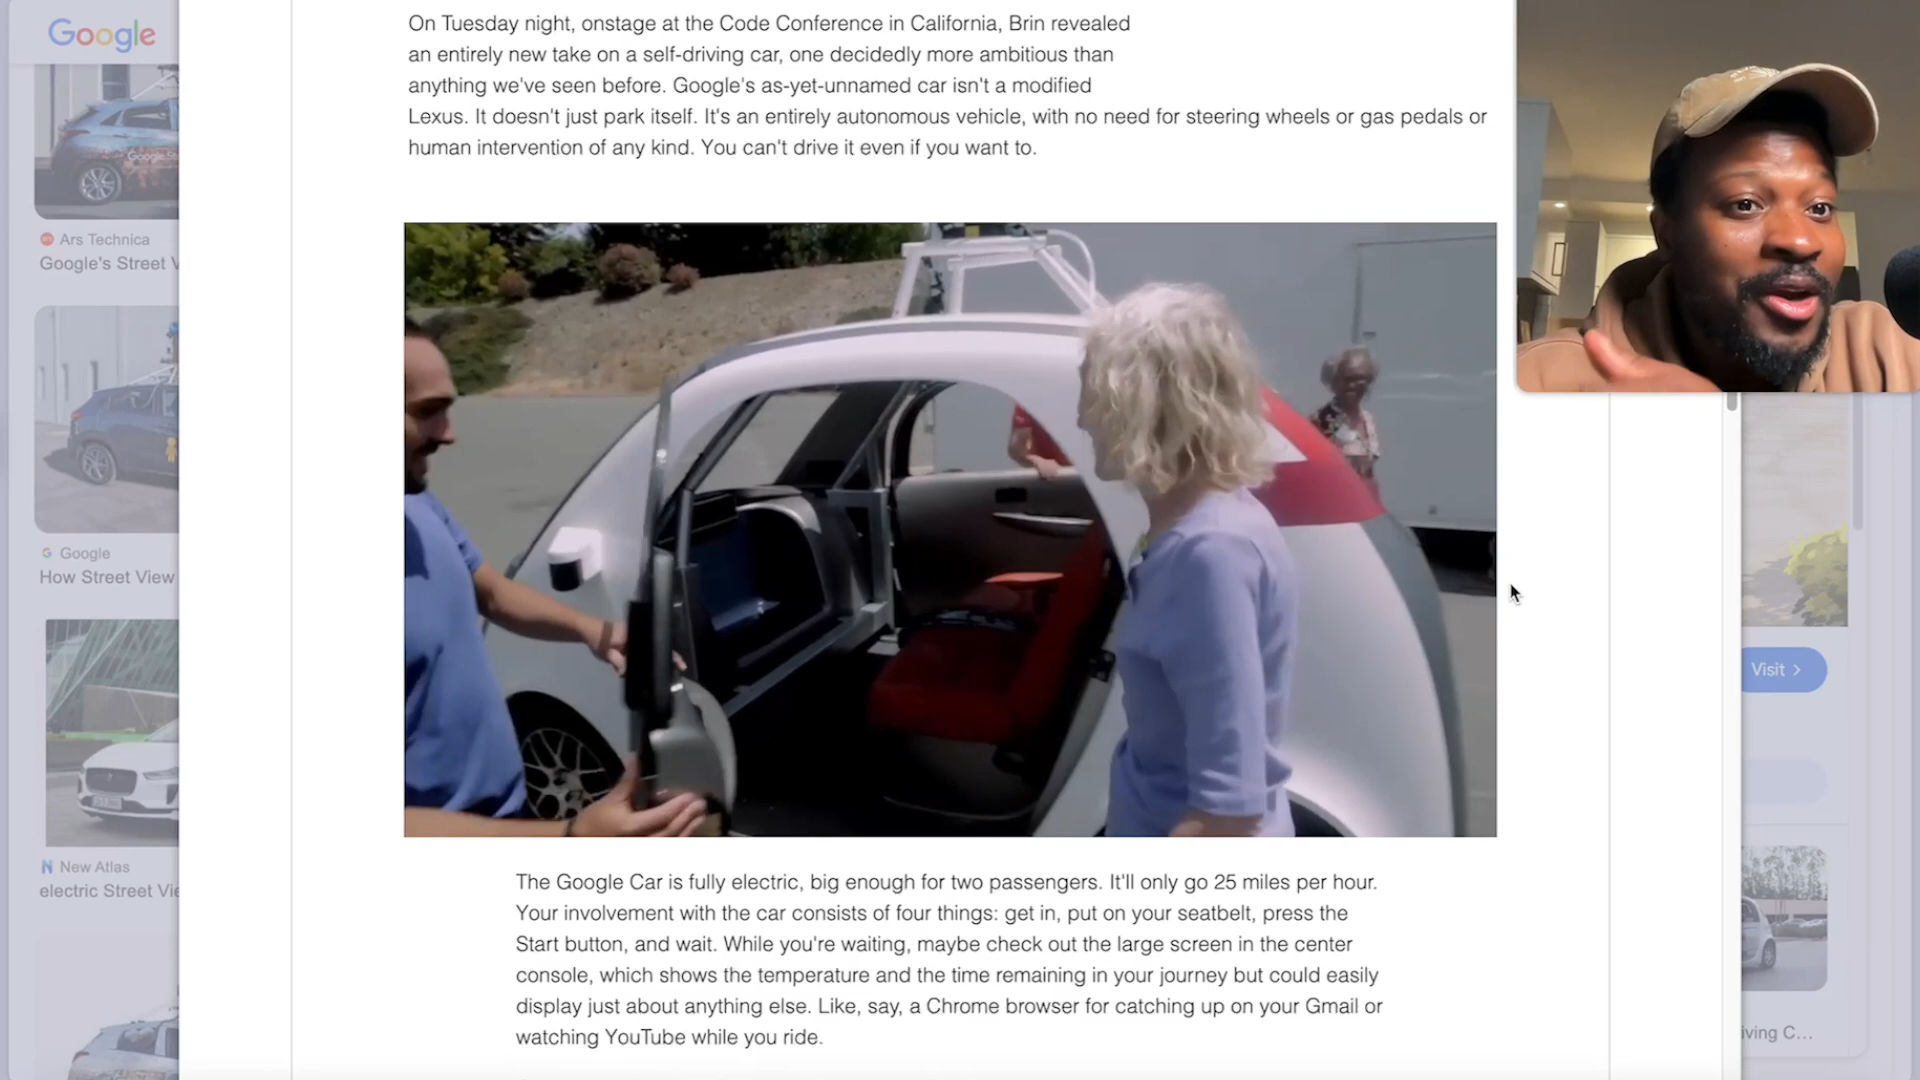 Google
On Tuesday night, onstage at the Code Conference in California, Brin revealed
an entirely new take on a self-driving car, one decidedly more ambitious than
anything we've seen before. Google's as-yet-unnamed car isn't a modified
Lexus. It doesn't just park itself. It's an entirely autonomous vehicle, with no need for steering wheels or gas pedals or
human intervention of any kind. You can't drive it even if you want to.
Ars Technica
Google's Street V
Google
How Street View
New Atlas
electric Street Vie
Visit >
The Google Car is fully electric, big enough for two passengers. It'll only go 25 miles per hour.
Your involvement with the car consists of four things: get in, put on your seatbelt, press the
Start button, and wait. While you're waiting, maybe check out the large screen in the center
console, which shows the temperature and the time remaining in your journey but could easily
display just about anything else. Like, say, a Chrome browser for catching up on your Gmail or
watching YouTube while you ride.
iving C...